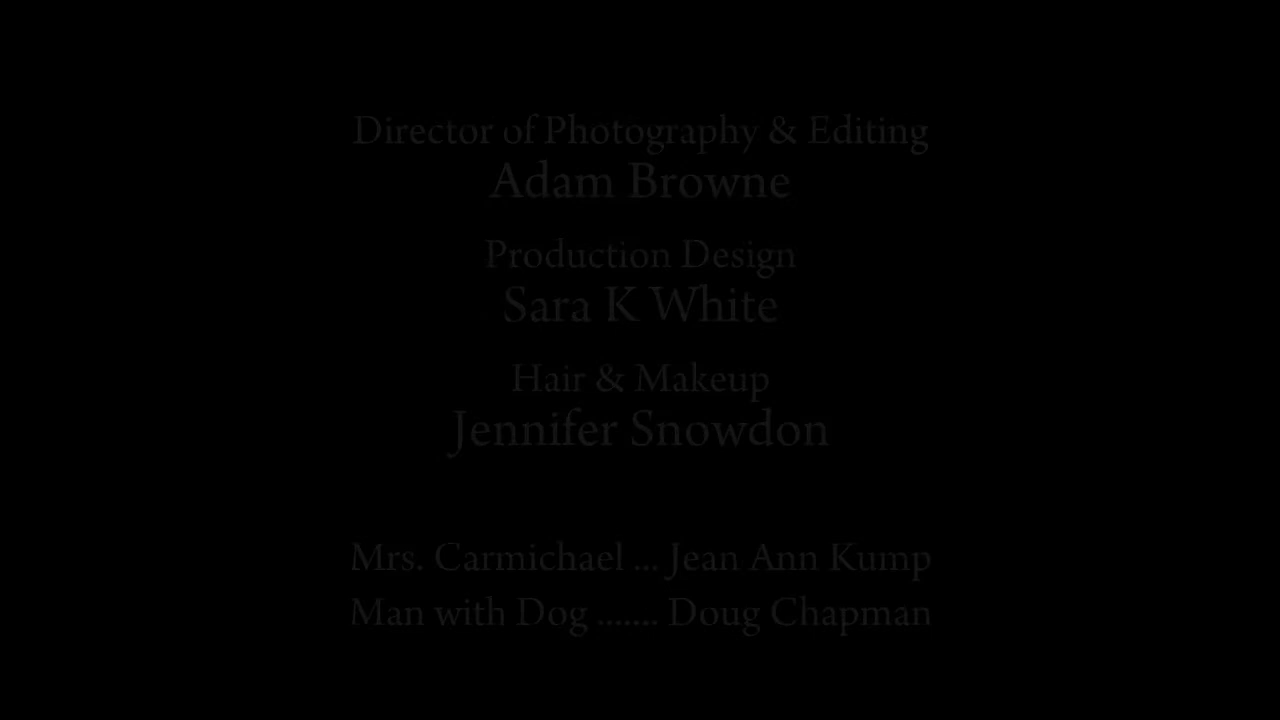 Director of Photography & Editing
Adam Browne
Production Design
Sara K White
Hair & Makeup
Jennifer Snowdon
Mrs. Carmichael ... Jean Ann Kump
Man with Dog ....... Doug Chapman